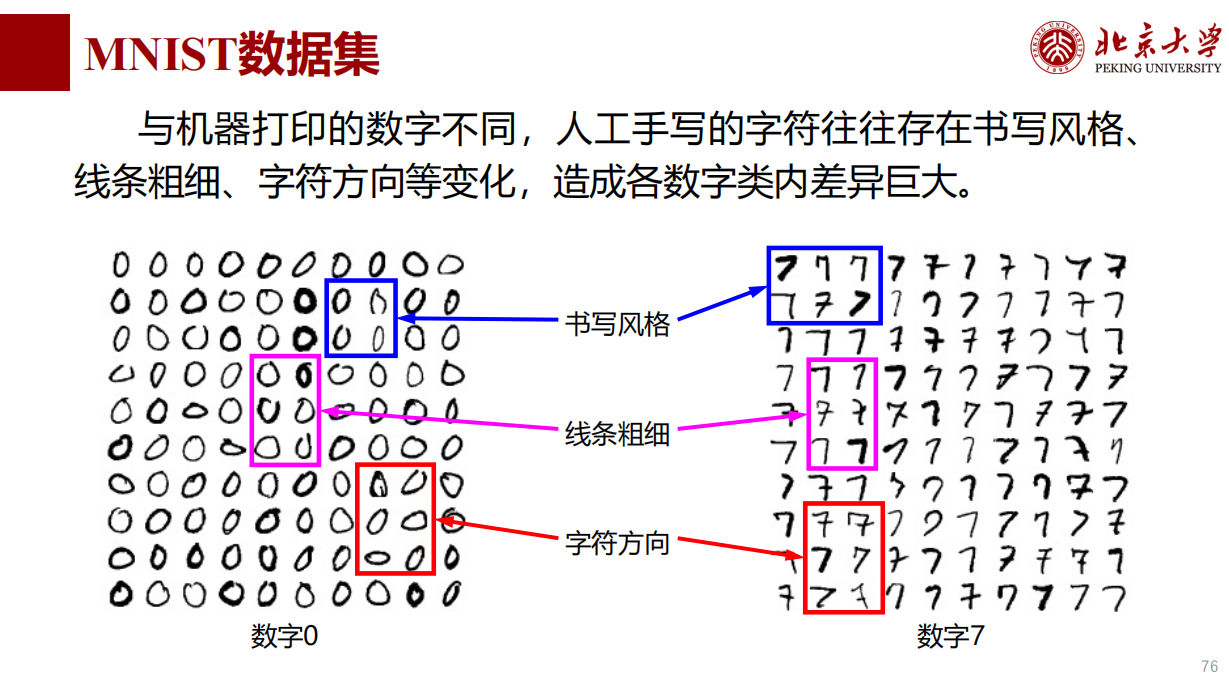 MNIST数据集
北京大学
PEKING UNIVERSITY
与机器打印的数字不同，人工手写的字符往往存在书写风格、
线条粗细、字符方向等变化，造成各数字类内差异巨大。
书写风格
线条粗细
字符方向
数字0
数字7
76